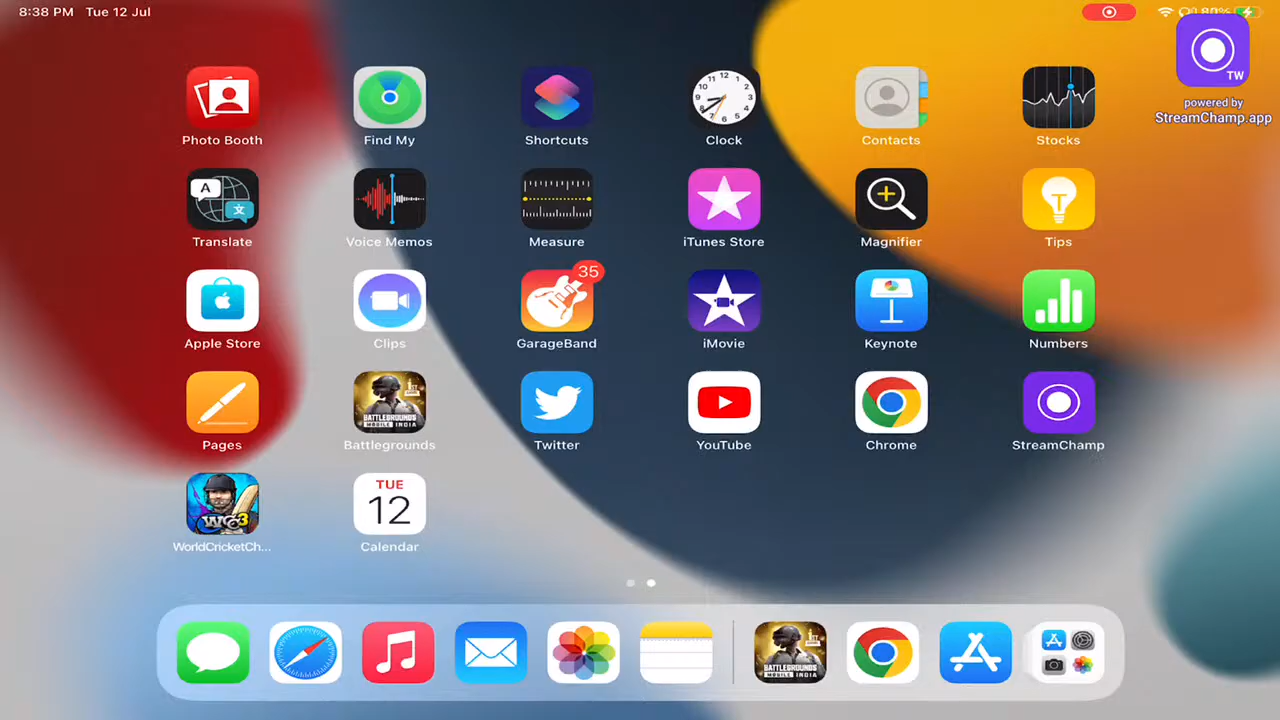 8:38 PM Tue 12 Jul
80%
TW
powered by
StreamChamp.app
Photo Booth
Find My
Shortcuts
Clock
Contacts
Stocks
Translate
Voice Memos
Measure
iTunes Store
Magnifier
Tips
Apple Store
Clips
35
GarageBand
iMovie
Keynote
Numbers
Pages
BATTLEGROUNDS
MOBILE INDIA
Battlegrounds
Twitter
YouTube
Chrome
StreamChamp
WCC3
WorldCricketCh...
TUE
12
Calendar
BATTLEGROUNDS
MOBILE INDIA